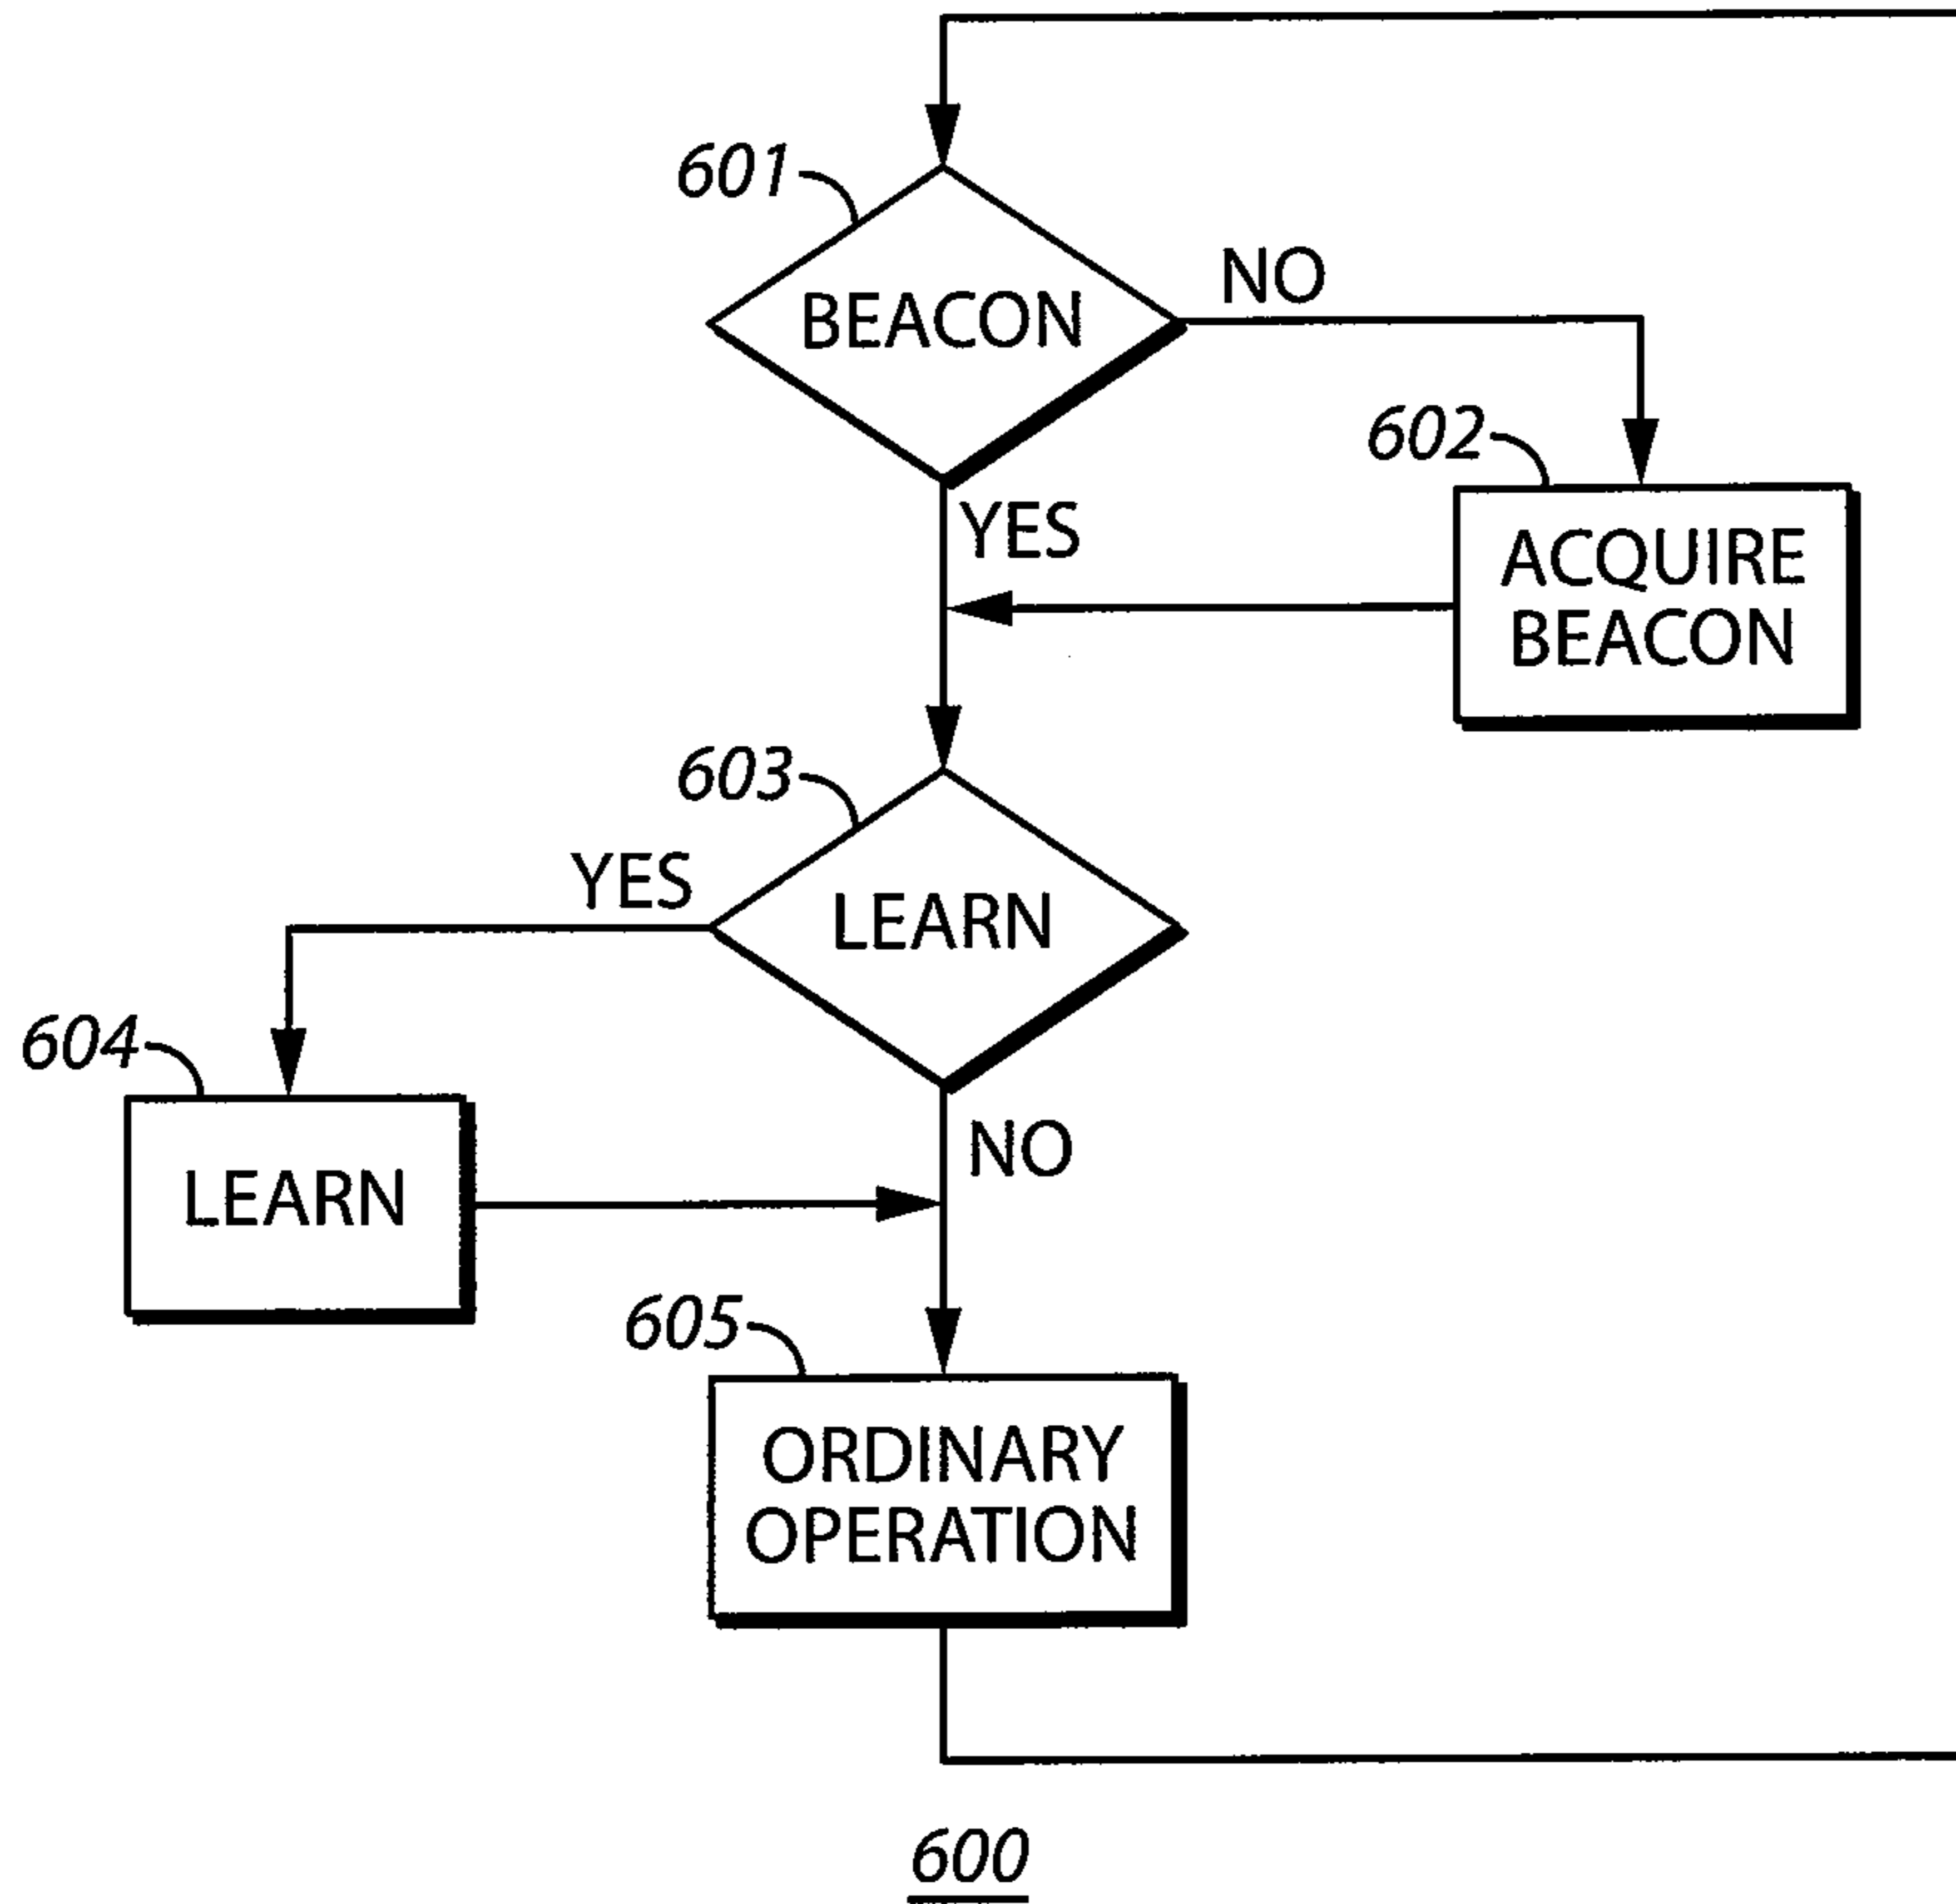 601
BEACON
NO
602
YES
ACQUIRE
BEACON
603
YES
LEARN
604
NO
LEARN
605
ORDINARY
OPERATION
600